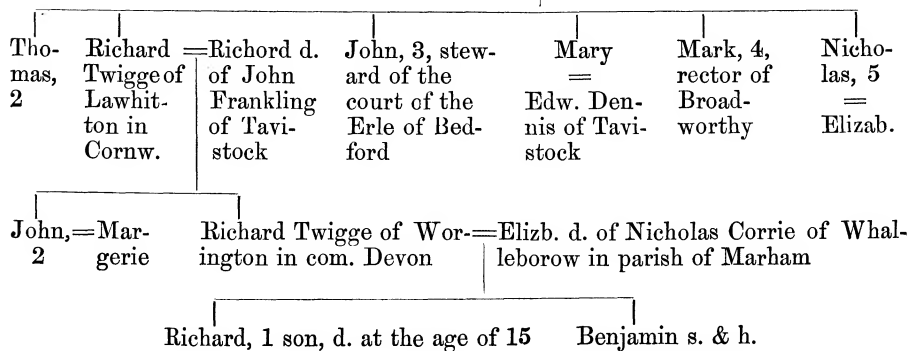 Tho-
mas,
2
Richard
Twigge of
Lawhit-
ton in
Cornw.
=
Richord d.
of John
Frankling
of Tavi-
stock
John, 3, stew-
ard of the
court of the
Erle of Bed-
ford
Mary
=
Edw. Den-
nis of Tavi-
stock
Mark, 4,
rector of
Broad-
worthy
Nicho-
las, 5
=
Elizab.
John,
2
=
Mar-
gerie
Richard Twigge of Wor-
ington in com. Devon
=
Elizb. d. of Nicholas Corrie of Whal-
leborow in parish of Marham
Richard, 1 son, d. at the age of 15
Benjamin s. & h.